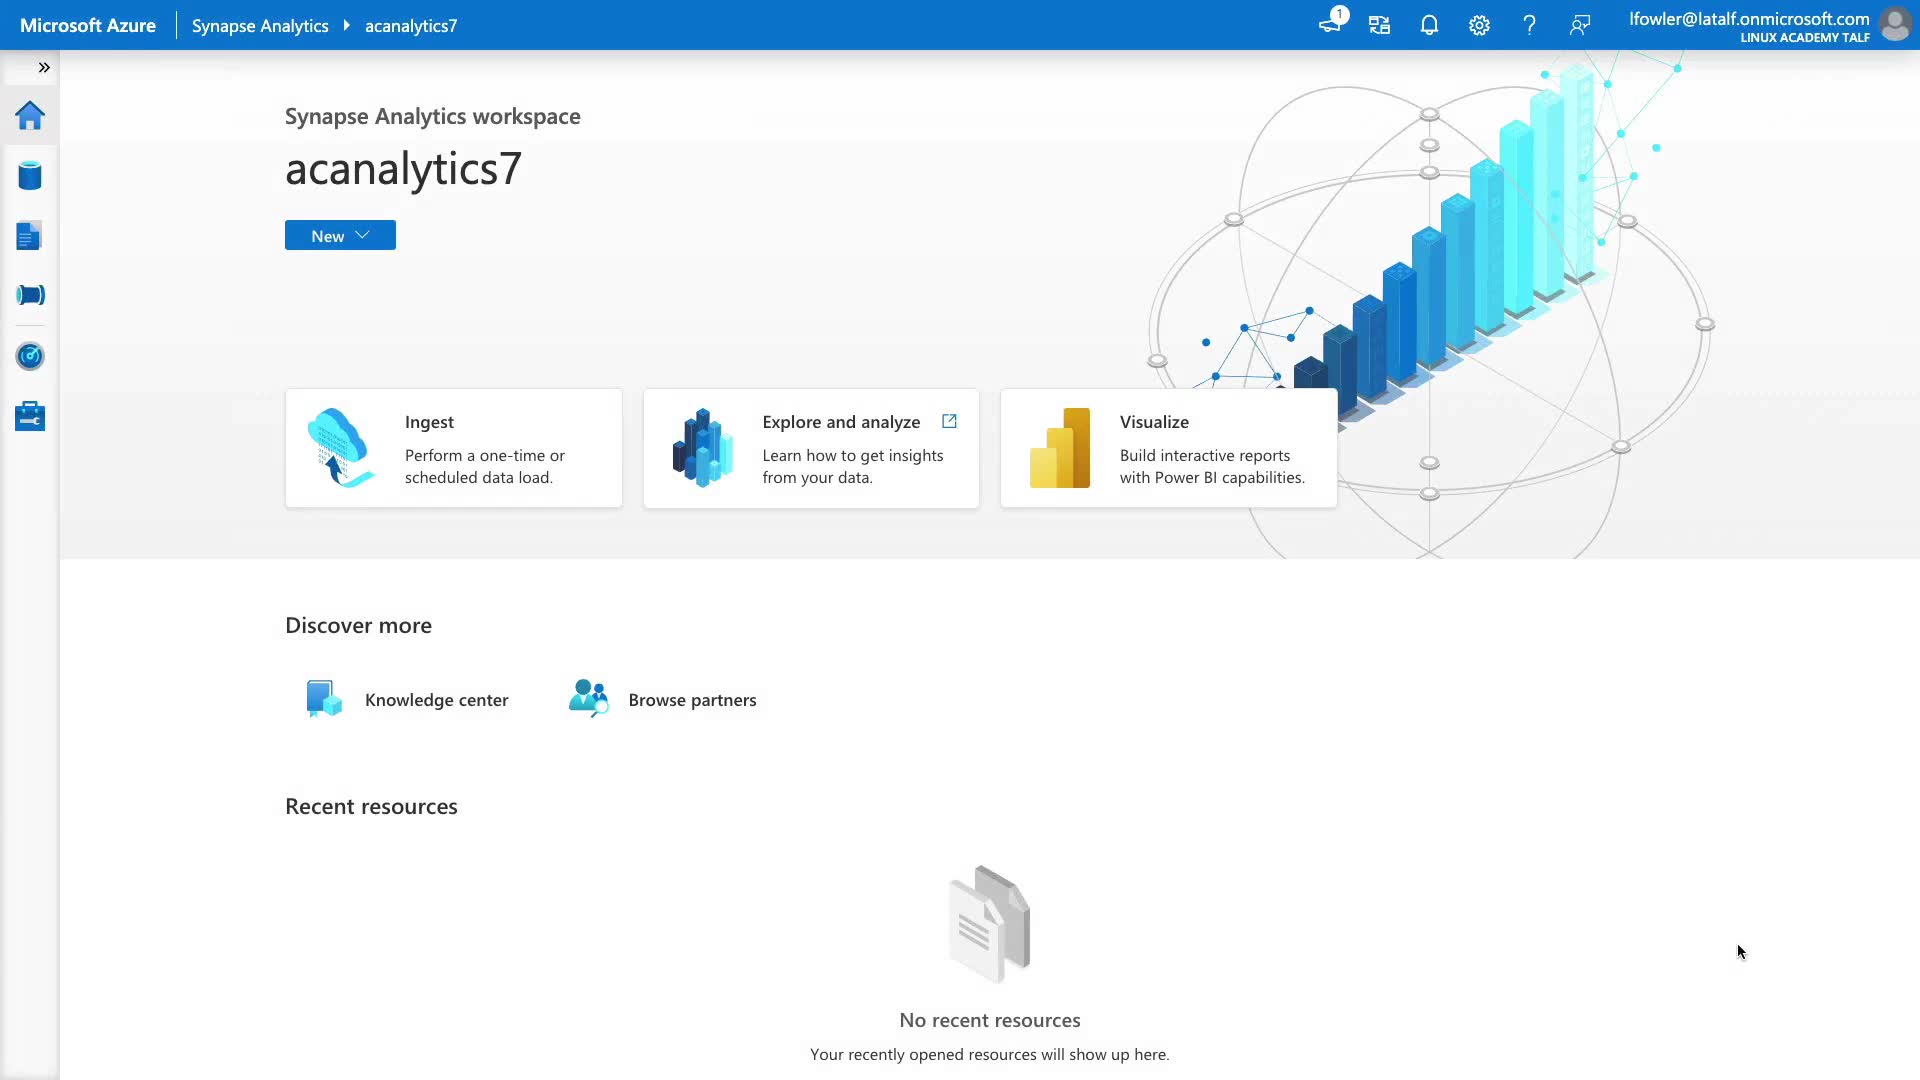 Microsoft Azure
Synapse Analytics
acanalytics7
1
lfowler@latalf.onmicrosoft.com
LINUX ACADEMY TALF
Synapse Analytics workspace
acanalytics7
New
Ingest
Perform a one-time or
scheduled data load.
Explore and analyze
Learn how to get insights
from your data.
Visualize
Build interactive reports
with Power BI capabilities.
Discover more
Knowledge center
Browse partners
Recent resources
No recent resources
Your recently opened resources will show up here.